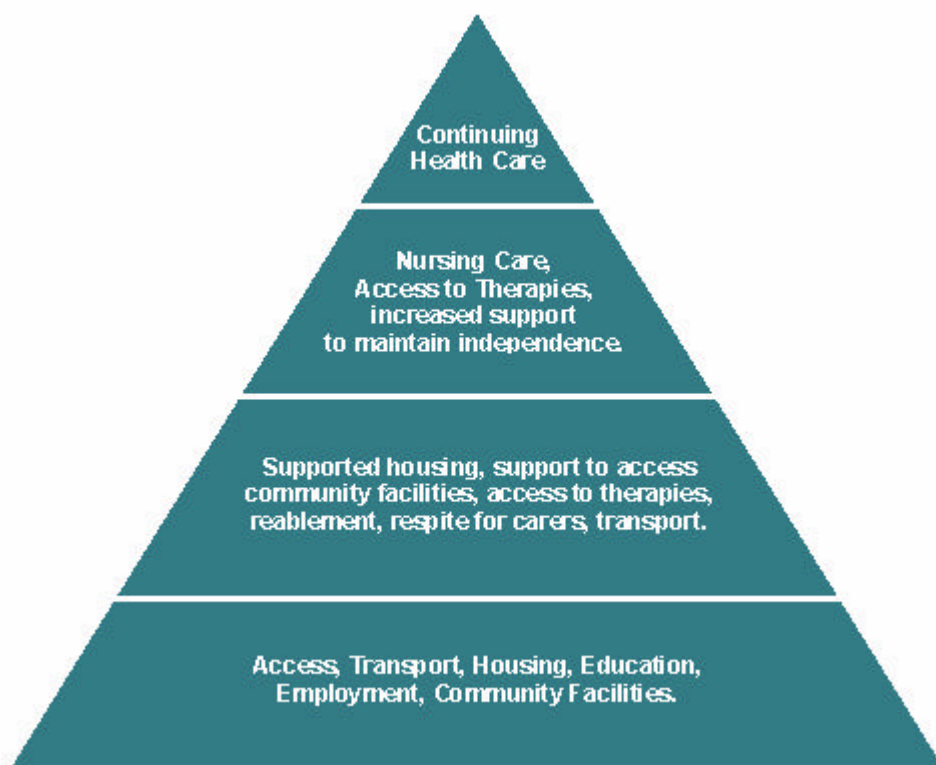 Continuing
Health Care
Nursing Care,
Access to Therapies,
increased support
to maintain independence.
Supported housing, support to access
community facilities, access to therapies,
reablement, respite for carers, transport.
Access, Transport, Housing, Education,
Employment, Community Facilities.